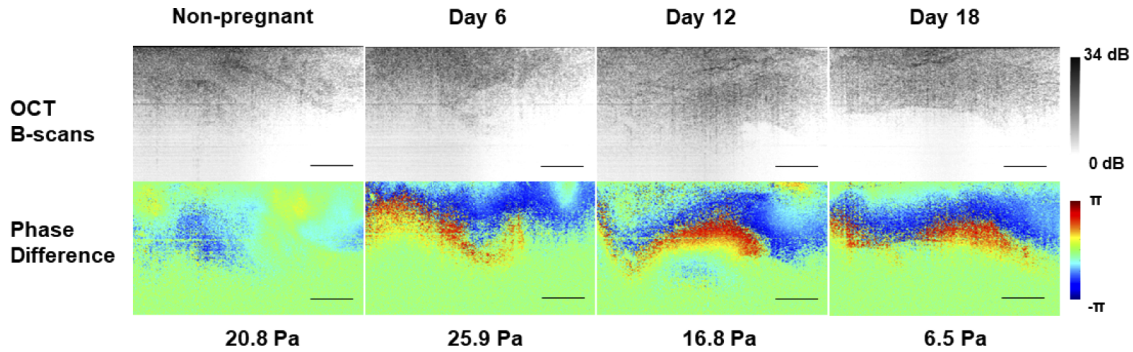 Non-pregnant Day 6 Day 12 Day 18
OCT
B-scans
34 dB
0 dB
Phase
Difference
π
-π
20.8 Pa 25.9 Pa 16.8 Pa 6.5 Pa